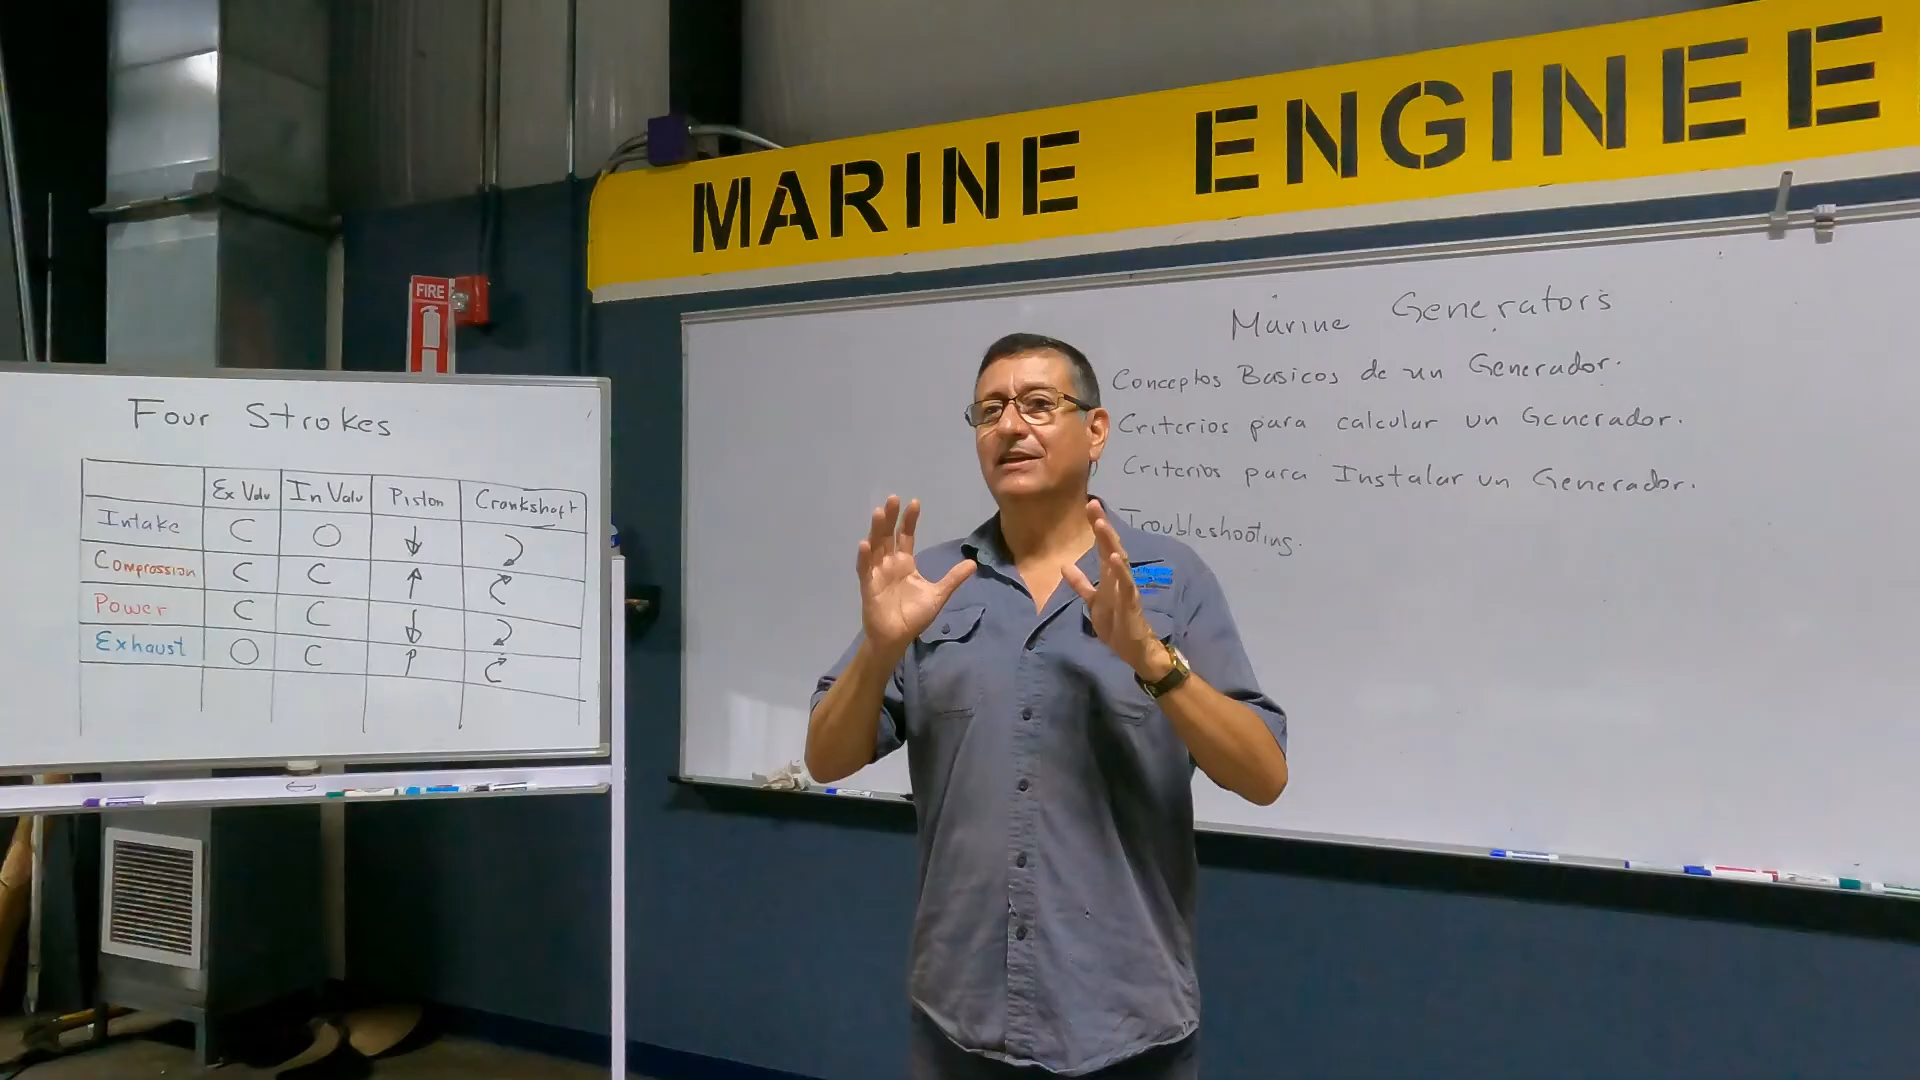 MARINE ENGINEE
FIRE
Four Strokes
Ex Valv In Valv Piston Crankshaft
Intake C O ↓
Compression C C ↑
Power C C ↓
Exhaust O C ↑
Marine Generators
Conceptos Basicos de un Generador.
Criterios para calcular un Generador.
Criterios para Instalar un Generador.
Troubleshooting.